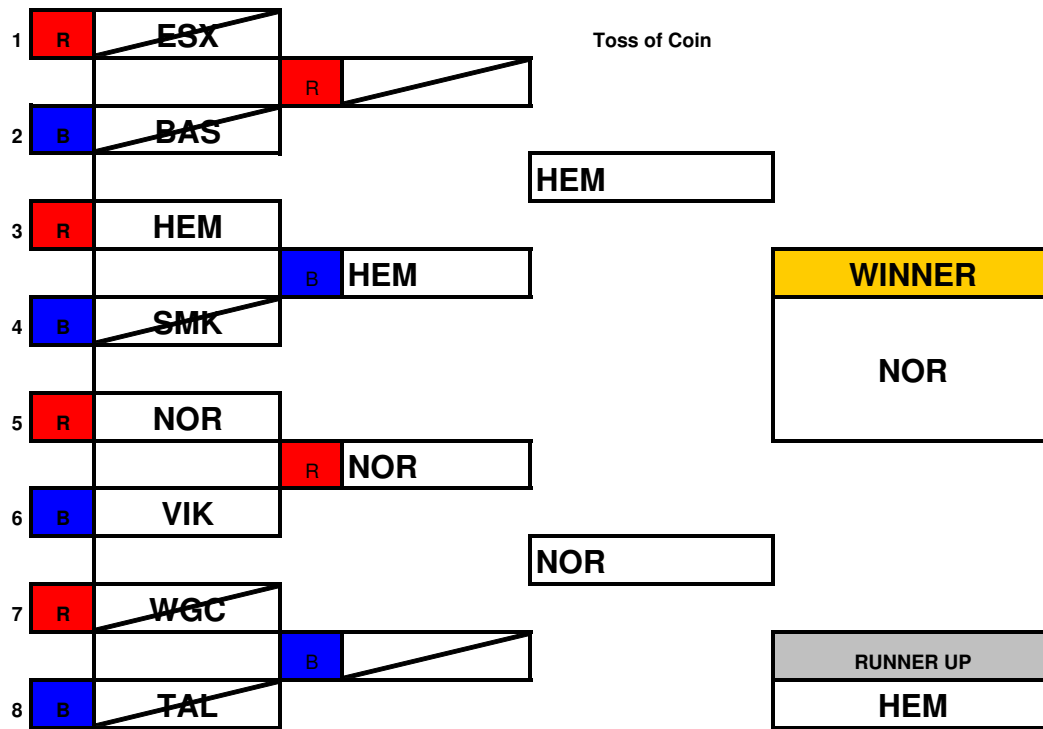 1 R ESX Toss of Coin
R
2 B BAS
HEM
3 R HEM
B HEM WINNER
4 B SMK
NOR
5 R NOR
R NOR
6 B VIK
NOR
7 R WGC
B RUNNER UP
8 B TAL HEM